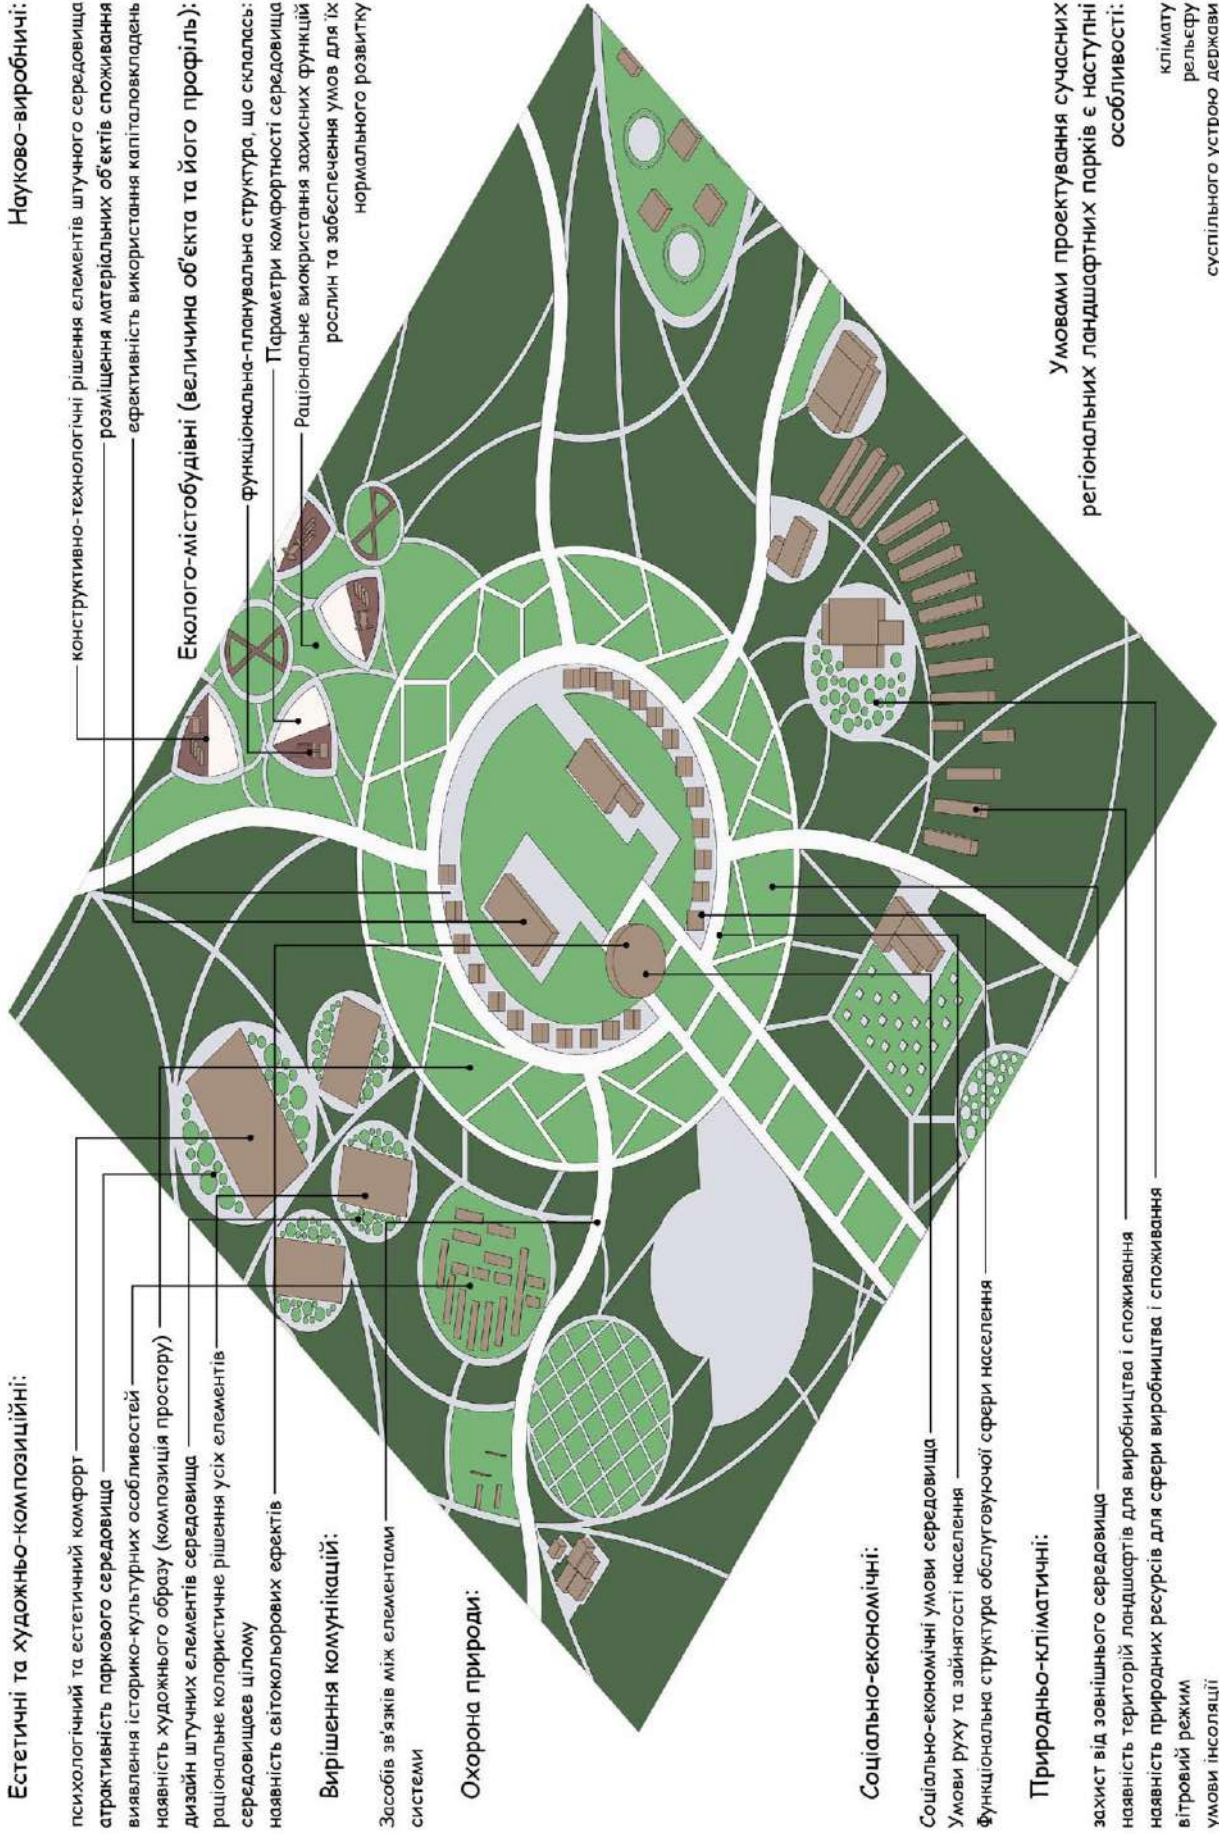 Естетичні та художньо-композиційні:
психологічний та естетичний комфорт
атрактивність паркового середовища
виявлення історико-культурних особливостей
наявність художнього образу (композиція простору)
дизайн штучних елементів середовища
раціональне колористичне рішення усіх елементів
середовищаев цілому
наявність світокольорових ефектів
Вирішення комунікацій:
Засобів зв'язків між елементами
системи
Охорона природи:
Соціально-економічні:
Соціально-економічні умови середовища
Умови руху та зайнятості населення
Функціональна структура обслуговуючої сфери населення
Природньо-кліматичні:
захист від зовнішнього середовища
наявність територій ландшафтів для виробництва і споживання
наявність природних ресурсів для сфери виробництва і споживання
вітровий режим
умови інсоляції
Науково-виробничі:
конструктивно-технологічні рішення елементів штучного середовища
розміщення матеріальних об'єктів споживання
ефективність використання капіталовкладень
Еколого-містобудівні (величина об'єкта та його профіль):
функціональна-планувальна структура, що склалась:
Параметри комфортності середовища
Раціональне виокристання захисних функцій
рослин та забеспечення умов для їх
нормального розвитку
Умовами проектування сучасних
регіональних ландшафтних парків є наступні
особливості:
клімату
рельєфу
суспільного устрою держави